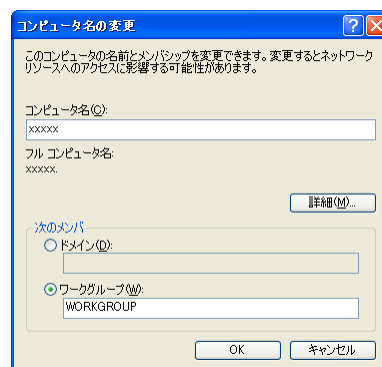 コンピュータ名の変更
このコンピュータの名前とメンバシップを変更できます。変更するとネットワーク
リソースへのアクセスに影響する可能性があります。
コンピュータ名(C):
xxxxx
フル コンピュータ名:
xxxxx.
詳細(M)...
次のメンバ
ドメイン(D):
ワークグループ(W):
WORKGROUP
OK キャンセル